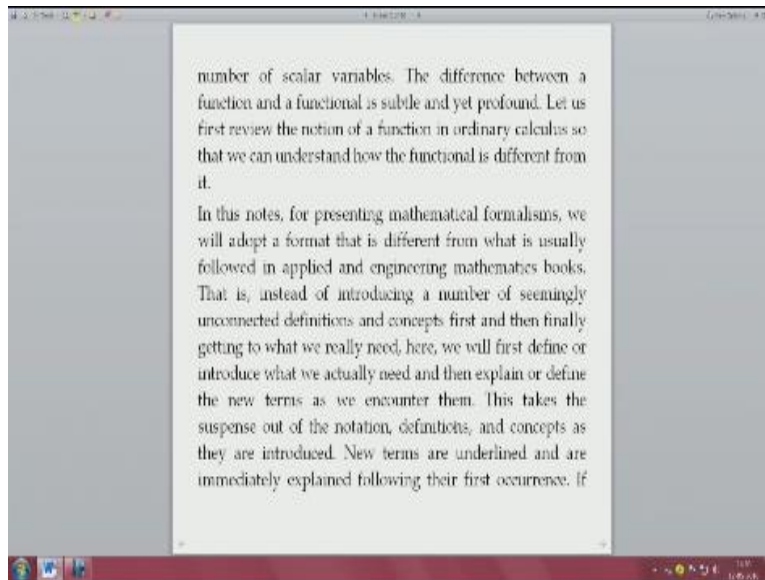 number of scalar variables. The difference between a
function and a functional is subtle and yet profound. Let us
first review the notion of a function in ordinary calculus so
that we can understand how the functional is different from
it.
In this notes, for presenting mathematical formalisms, we
will adopt a format that is different from what is usually
followed in applied and engineering mathematics books.
That is, instead of introducing a number of seemingly
unconnected definitions and concepts first and then finally
getting to what we really need, here, we will first define or
introduce what we actually need and then explain or define
the new terms as we encounter them. This takes the
suspense out of the notation, definitions, and concepts as
they are introduced. New terms are underlined and are
immediately explained following their first occurrence. If